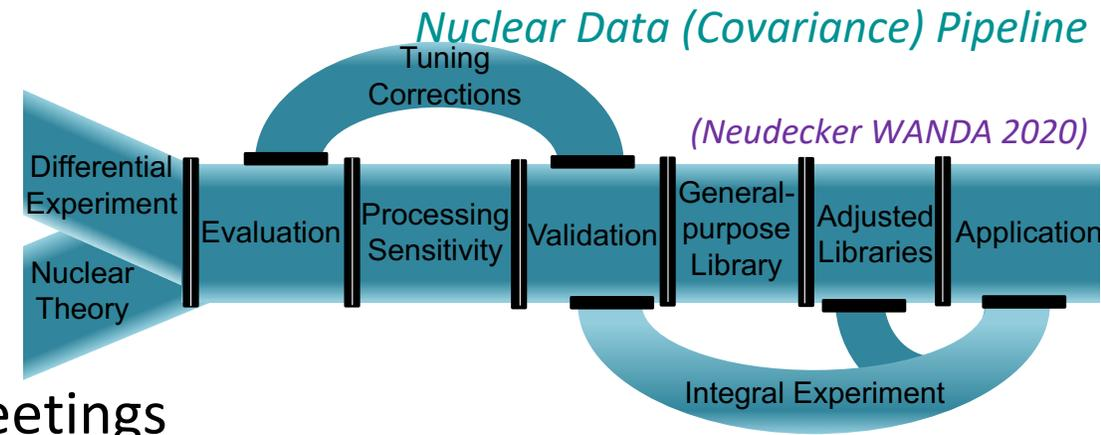 Nuclear Data (Covariance) Pipeline
Tuning
Corrections
(Neudecker WANDA 2020)
Differential
Experiment
Nuclear
Theory
Evaluation
Processing
Sensitivity
Validation
General-
purpose
Library
Adjusted
Libraries
Application
Integral Experiment
eetings